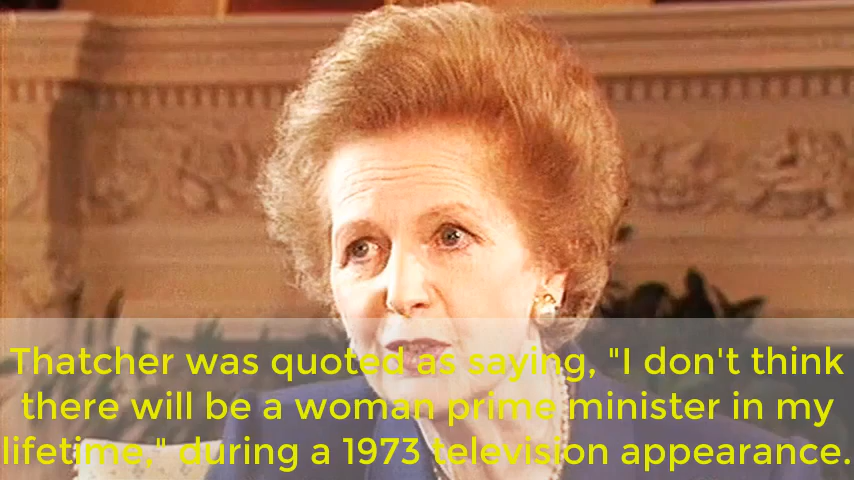 Thatcher was quoted as saying, "I don't think
there will be a woman prime minister in my
lifetime," during a 1973 television appearance.